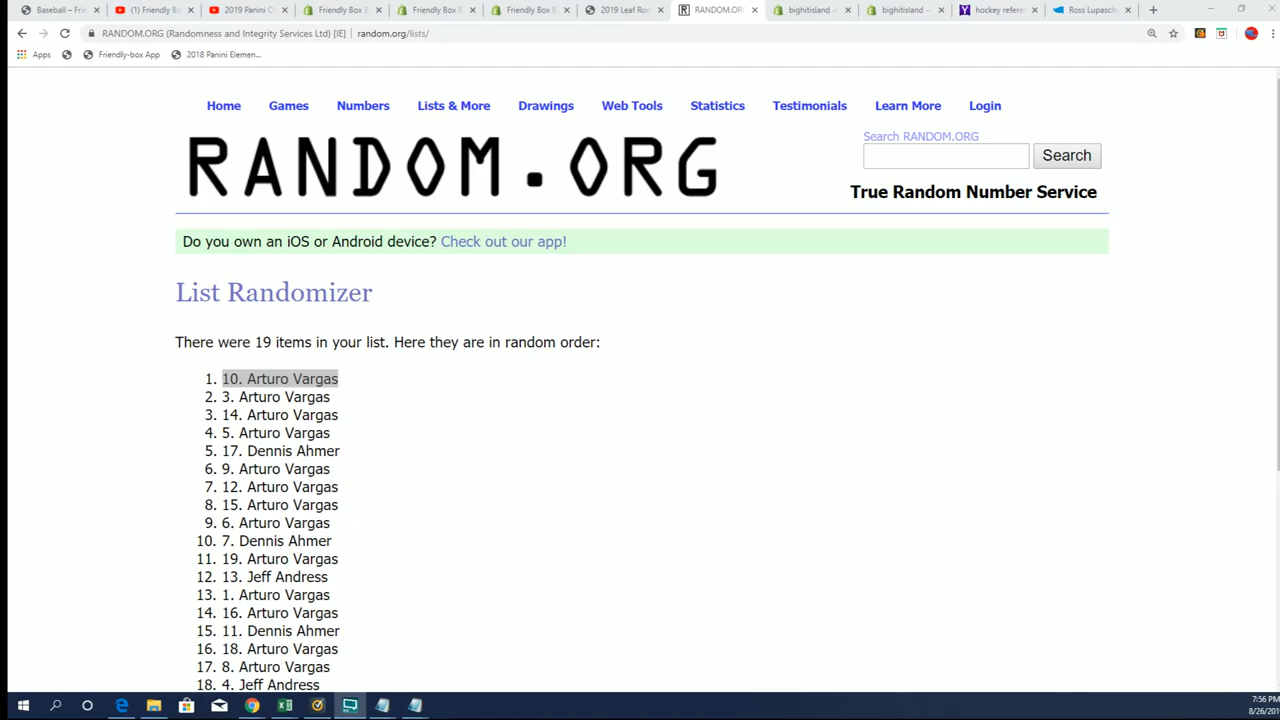 Baseball – Frie
(1) Friendly Bo
2019 Panini C
Friendly Box B
Friendly Box B
Friendly Box B
2019 Leaf Roo
RANDOM.ORG
bighitisland –
bighitisland –
hockey referm
Ross Lupasch
RANDOM.ORG (Randomness and Integrity Services Ltd) [IE] | random.org/lists/
Apps
Friendly-box App
2018 Panini Elemen...
Home
Games
Numbers
Lists & More
Drawings
Web Tools
Statistics
Testimonials
Learn More
Login
RANDOM.ORG
Search RANDOM.ORG
Search
True Random Number Service
Do you own an iOS or Android device? Check out our app!
List Randomizer
There were 19 items in your list. Here they are in random order:
1. 10. Arturo Vargas
2. 3. Arturo Vargas
3. 14. Arturo Vargas
4. 5. Arturo Vargas
5. 17. Dennis Ahmer
6. 9. Arturo Vargas
7. 12. Arturo Vargas
8. 15. Arturo Vargas
9. 6. Arturo Vargas
10. 7. Dennis Ahmer
11. 19. Arturo Vargas
12. 13. Jeff Andress
13. 1. Arturo Vargas
14. 16. Arturo Vargas
15. 11. Dennis Ahmer
16. 18. Arturo Vargas
17. 8. Arturo Vargas
18. 4. Jeff Andress
7:56 PM
8/26/201